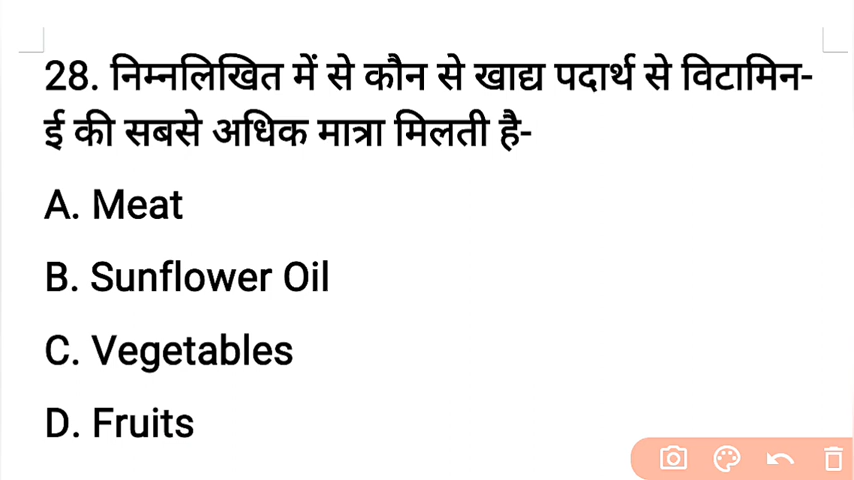 28. निम्नलिखित में से कौन से खाद्य पदार्थ से विटामिन-
ई की सबसे अधिक मात्रा मिलती है-
A. Meat
B. Sunflower Oil
C. Vegetables
D. Fruits